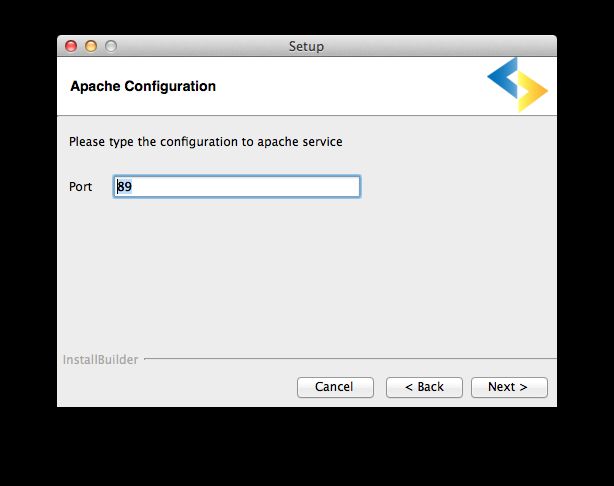 Setup
Apache Configuration
Please type the configuration to apache service
Port 89
InstallBuilder
Cancel < Back Next >